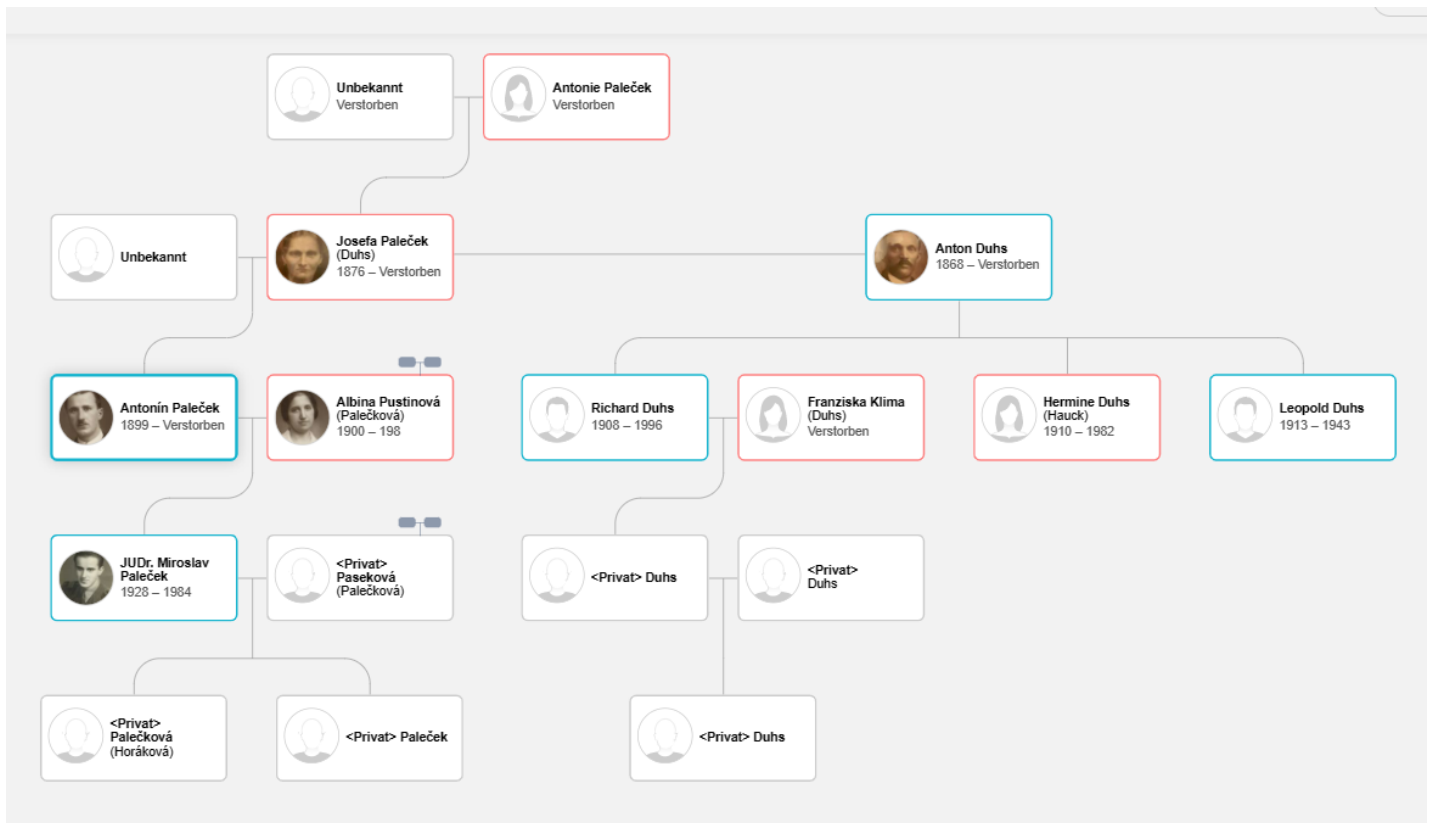 Unbekannt
Verstorben
Antonie Paleček
Verstorben
Unbekannt
Josefa Paleček
(Duhs)
1876 – Verstorben
Anton Duhs
1868 – Verstorben
Antonín Paleček
1899 – Verstorben
Albina Pustinová
(Palečková)
1900 – 198
Richard Duhs
1908 – 1996
Franziska Klima
(Duhs)
Verstorben
Hermine Duhs
(Hauck)
1910 – 1982
Leopold Duhs
1913 – 1943
JUDr. Miroslav
Paleček
1928 – 1984
<Privat>
Paseková
(Palečková)
<Privat> Duhs
<Privat>
Duhs
<Privat>
Palečková
(Horáková)
<Privat> Paleček
<Privat> Duhs